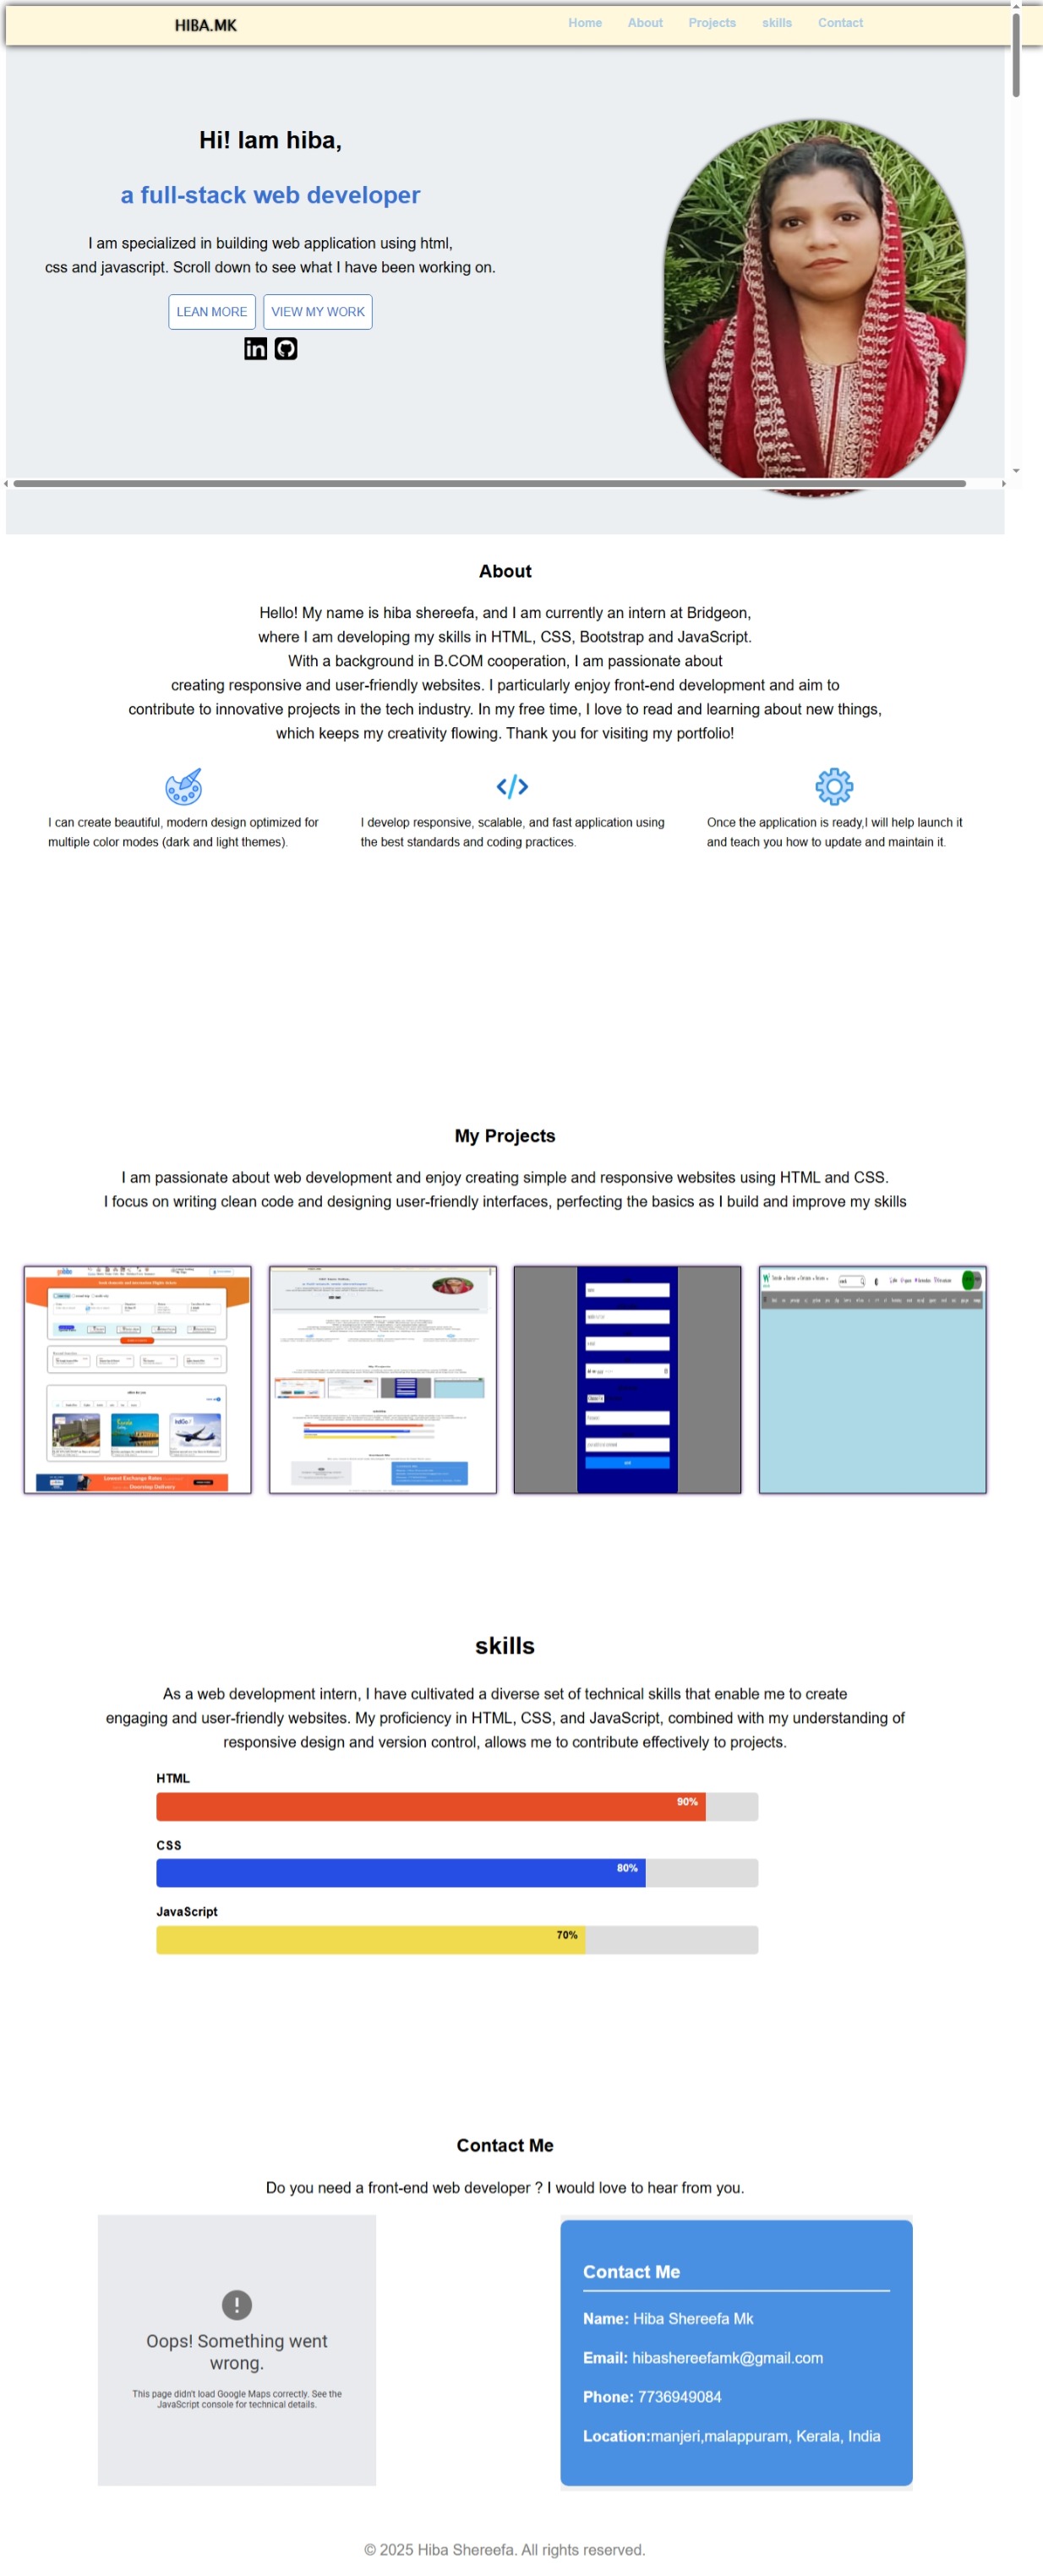 HIBA.MK
Home About Projects skills Contact
Hi! Iam hiba,
a full-stack web developer
I am specialized in building web application using html,
css and javascript. Scroll down to see what I have been working on.
LEAN MORE VIEW MY WORK
in
About
Hello! My name is hiba shereefa, and I am currently an intern at Bridgeon,
where I am developing my skills in HTML, CSS, Bootstrap and JavaScript.
With a background in B.COM cooperation, I am passionate about
creating responsive and user-friendly websites. I particularly enjoy front-end development and aim to
contribute to innovative projects in the tech industry. In my free time, I love to read and learning about new things,
which keeps my creativity flowing. Thank you for visiting my portfolio!
I can create beautiful, modern design optimized for
multiple color modes (dark and light themes).
I develop responsive, scalable, and fast application using
the best standards and coding practices.
Once the application is ready,I will help launch it
and teach you how to update and maintain it.
My Projects
I am passionate about web development and enjoy creating simple and responsive websites using HTML and CSS.
I focus on writing clean code and designing user-friendly interfaces, perfecting the basics as I build and improve my skills
Lowest Exchange Rates
Doorstep Delivery
skills
As a web development intern, I have cultivated a diverse set of technical skills that enable me to create
engaging and user-friendly websites. My proficiency in HTML, CSS, and JavaScript, combined with my understanding of
responsive design and version control, allows me to contribute effectively to projects.
HTML
90%
CSS
80%
JavaScript
70%
Contact Me
Do you need a front-end web developer ? I would love to hear from you.
Oops! Something went
wrong.
This page didn't load Google Maps correctly. See the
JavaScript console for technical details.
Contact Me
Name: Hiba Shereefa Mk
Email: hibashereefamk@gmail.com
Phone: 7736949084
Location:manjeri,malappuram, Kerala, India
© 2025 Hiba Shereefa. All rights reserved.